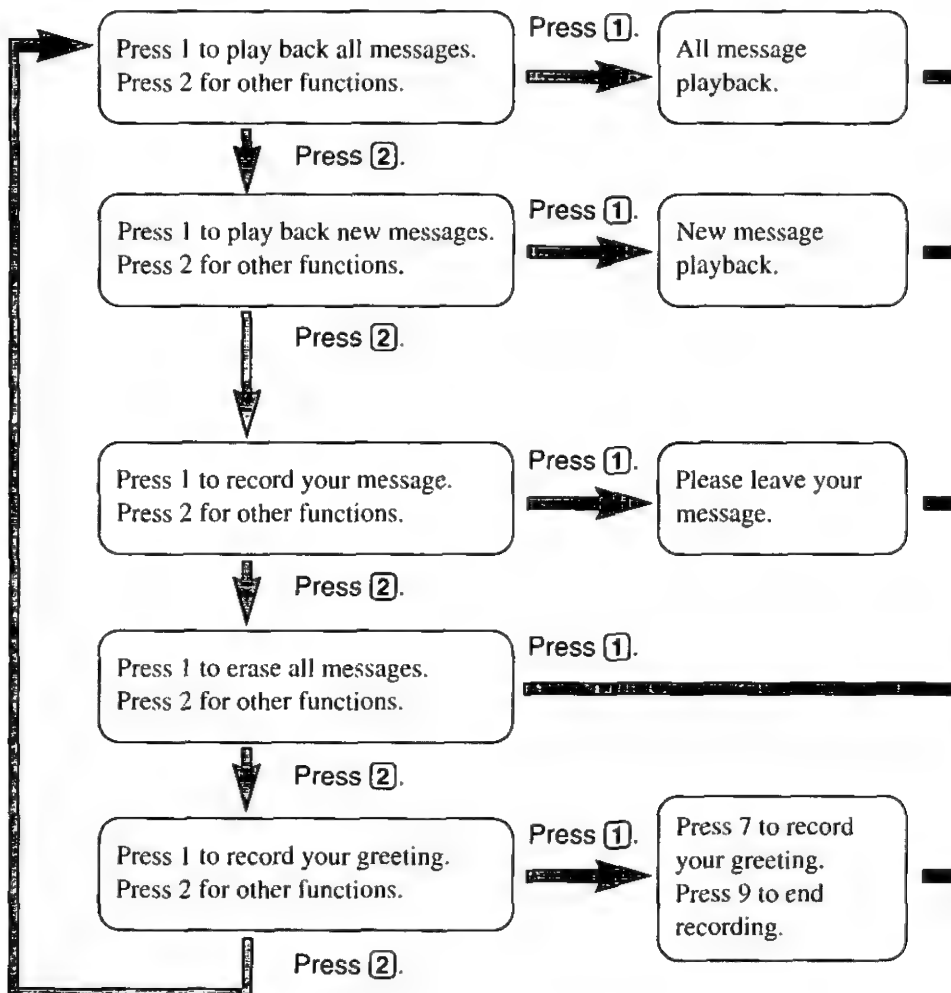 Press 1 to play back all messages.
Press 2 for other functions.
Press 1.
All message
playback.
Press 2.
Press 1 to play back new messages.
Press 2 for other functions.
Press 1.
New message
playback.
Press 2.
Press 1 to record your message.
Press 2 for other functions.
Press 1.
Please leave your
message.
Press 2.
Press 1 to erase all messages.
Press 2 for other functions.
Press 1.
Press 2.
Press 1 to record your greeting.
Press 2 for other functions.
Press 1.
Press 7 to record
your greeting.
Press 9 to end
recording.
Press 2.